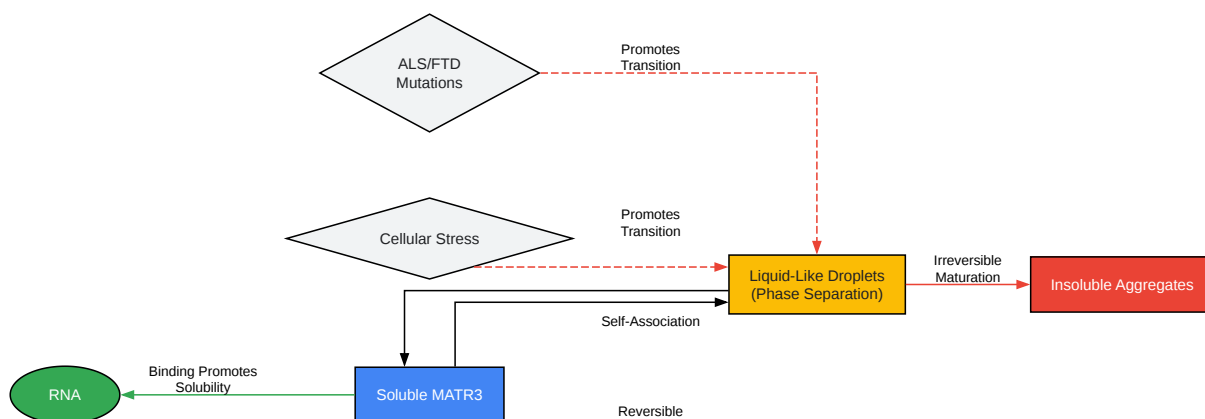 ALS/FTD
Mutations
Promotes
Transition
Cellular Stress
Promotes
Transition
Liquid-Like Droplets
(Phase Separation)
Irreversible
Maturation
Insoluble Aggregates
Self-Association
RNA
Binding Promotes
Solubility
Soluble MATR3
Reversible